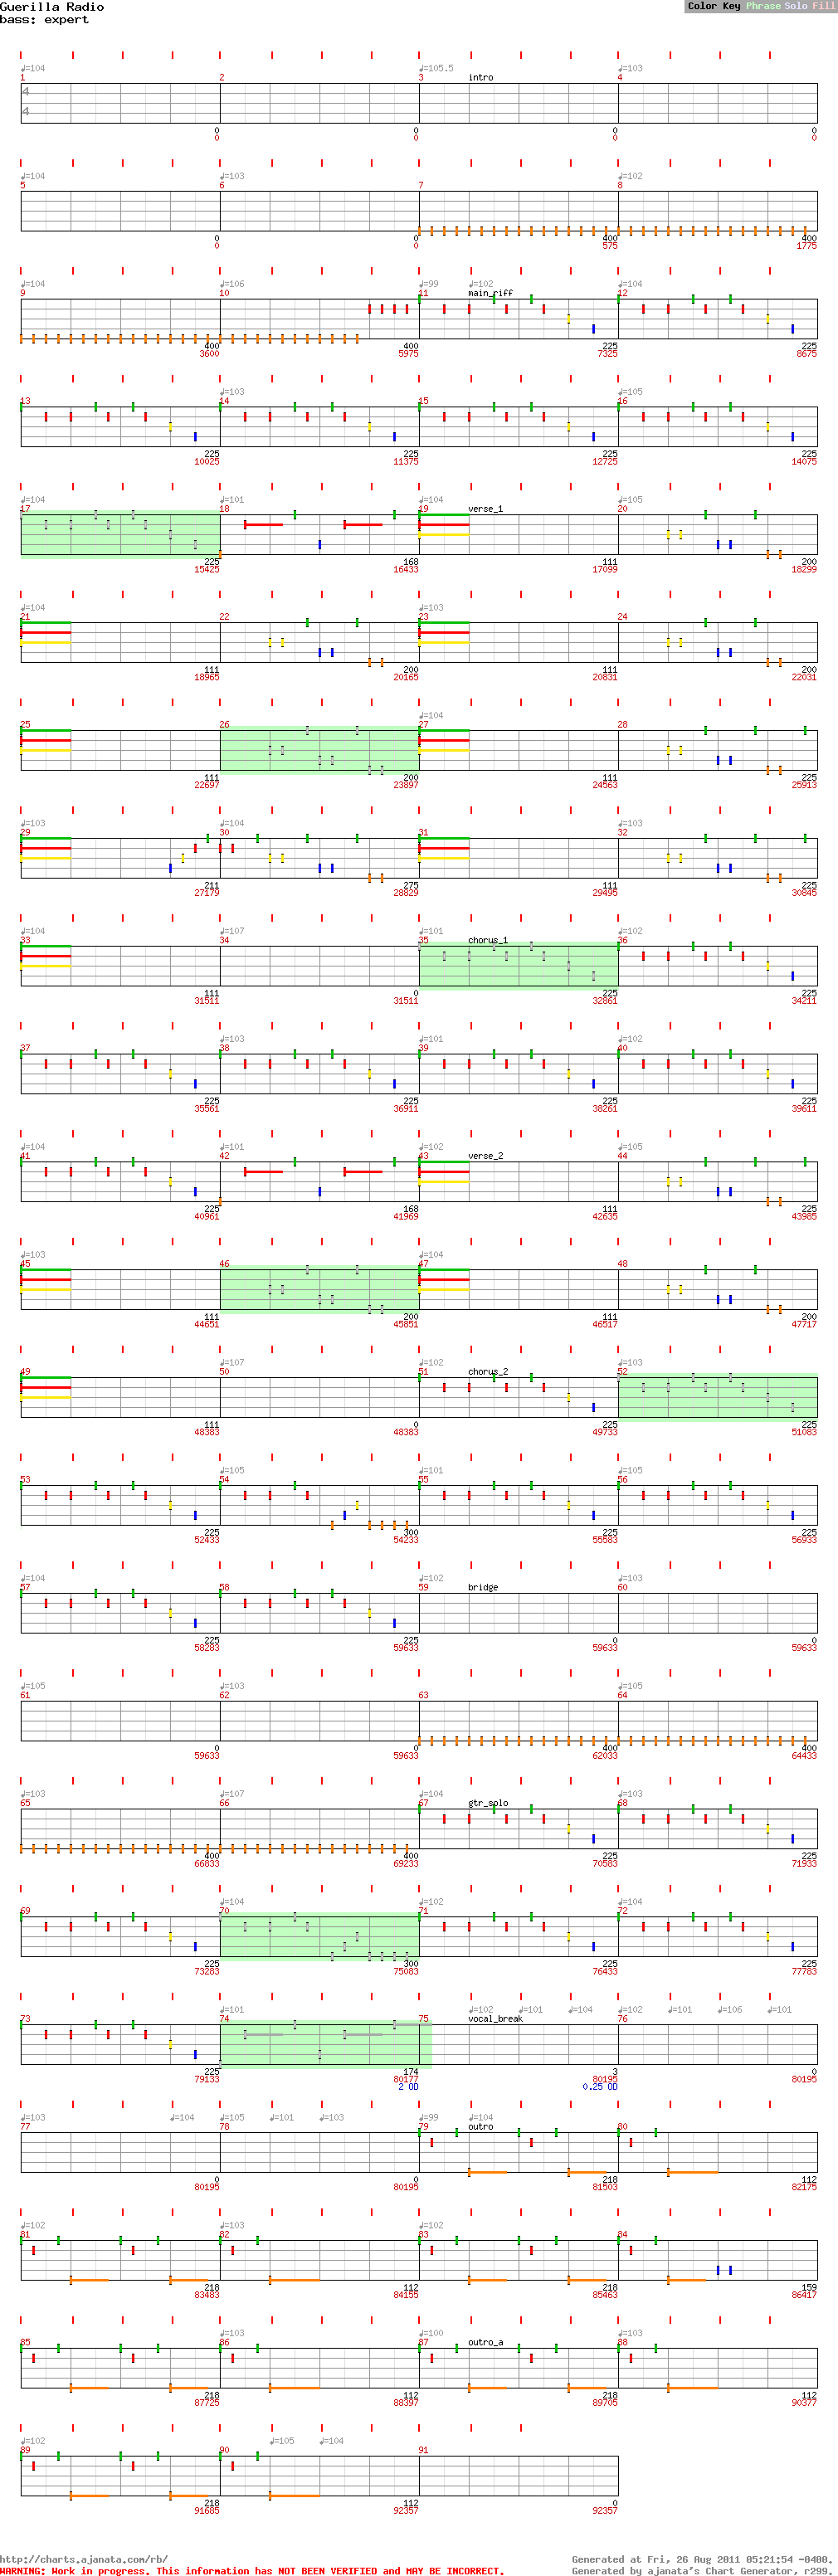 Guerilla Radio
Color Key Phrase Solo Fill
bass: expert
♩=104 ♩=105.5 ♩=103
1 2 3 intro 4
4
4
0 0 0 0
0 0 0 0
♩=104 ♩=103 ♩=102
5 6 7 8
0 0 400 400
0 0 575 1775
♩=104 ♩=106 ♩=99 ♩=102 ♩=104
9 10 11 main_riff 12
400 400 225 225
3600 5975 7325 8675
♩=103 ♩=105
13 14 15 16
225 225 225 225
10025 11375 12725 14075
♩=104 ♩=101 ♩=104
17 18 19 verse_1 20
225 168 111 200
15425 16433 17099 18299
♩=104 ♩=103
21 22 23 24
111 200 111 200
18965 20165 20831 22031
♩=104
25 26 27 28
111 200 111 225
22697 23897 24563 25913
♩=103 ♩=104 ♩=103
29 30 31 32
211 275 111 225
27179 28829 29495 30845
♩=104 ♩=107 ♩=101 ♩=102
33 34 35 chorus_1 36
111 0 225 225
31511 31511 32861 34211
♩=103 ♩=101 ♩=102
37 38 39 40
225 225 225 225
35561 36911 38261 39611
♩=104 ♩=101 ♩=102 ♩=105
41 42 43 verse_2 44
225 168 111 225
40961 41969 42635 43985
♩=103 ♩=104
45 46 47 48
111 200 111 200
44651 45851 46517 47717
♩=107 ♩=102 ♩=103
49 50 51 chorus_2 52
111 0 225 225
48383 48383 49733 51083
♩=105 ♩=101
53 54 55 56
225 300 225 225
52433 54233 55583 56933
♩=104 ♩=102 ♩=103
57 58 59 bridge 60
225 225 0 0
58283 59633 59633 59633
♩=105 ♩=103 ♩=105
61 62 63 64
0 0 400 400
59633 59633 62033 64433
♩=103 ♩=107 ♩=104 ♩=103
65 66 67 gtr_solo 68
400 400 225 225
66833 69233 70583 71933
♩=104 ♩=102 ♩=104
69 70 71 72
225 300 225 225
73283 75083 76433 77783
♩=101 ♩=102 ♩=101 ♩=104 ♩=102 ♩=101 ♩=106 ♩=101
73 74 75 vocal_break 76
225 174 3 0
79133 80177 80195 80195
2 OD 0.25 OD
♩=103 ♩=104 ♩=105 ♩=101 ♩=103 ♩=99 ♩=104
77 78 79 outro 80
0 0 218 112
80195 80195 81503 82175
♩=102 ♩=103 ♩=102
81 82 83 84
218 112 218 159
83483 84155 85463 86417
♩=103 ♩=100 ♩=103
85 86 87 outro_a 88
218 112 218 112
87725 88397 89705 90377
♩=102 ♩=105 ♩=104
89 90 91
218 112 0
91685 92357 92357
http://charts.ajanata.com/rb/
Generated at Fri, 26 Aug 2011 05:21:54 -0400.
WARNING: Work in progress. This information has NOT BEEN VERIFIED and MAY BE INCORRECT.
Generated by ajanata's Chart Generator, r299.